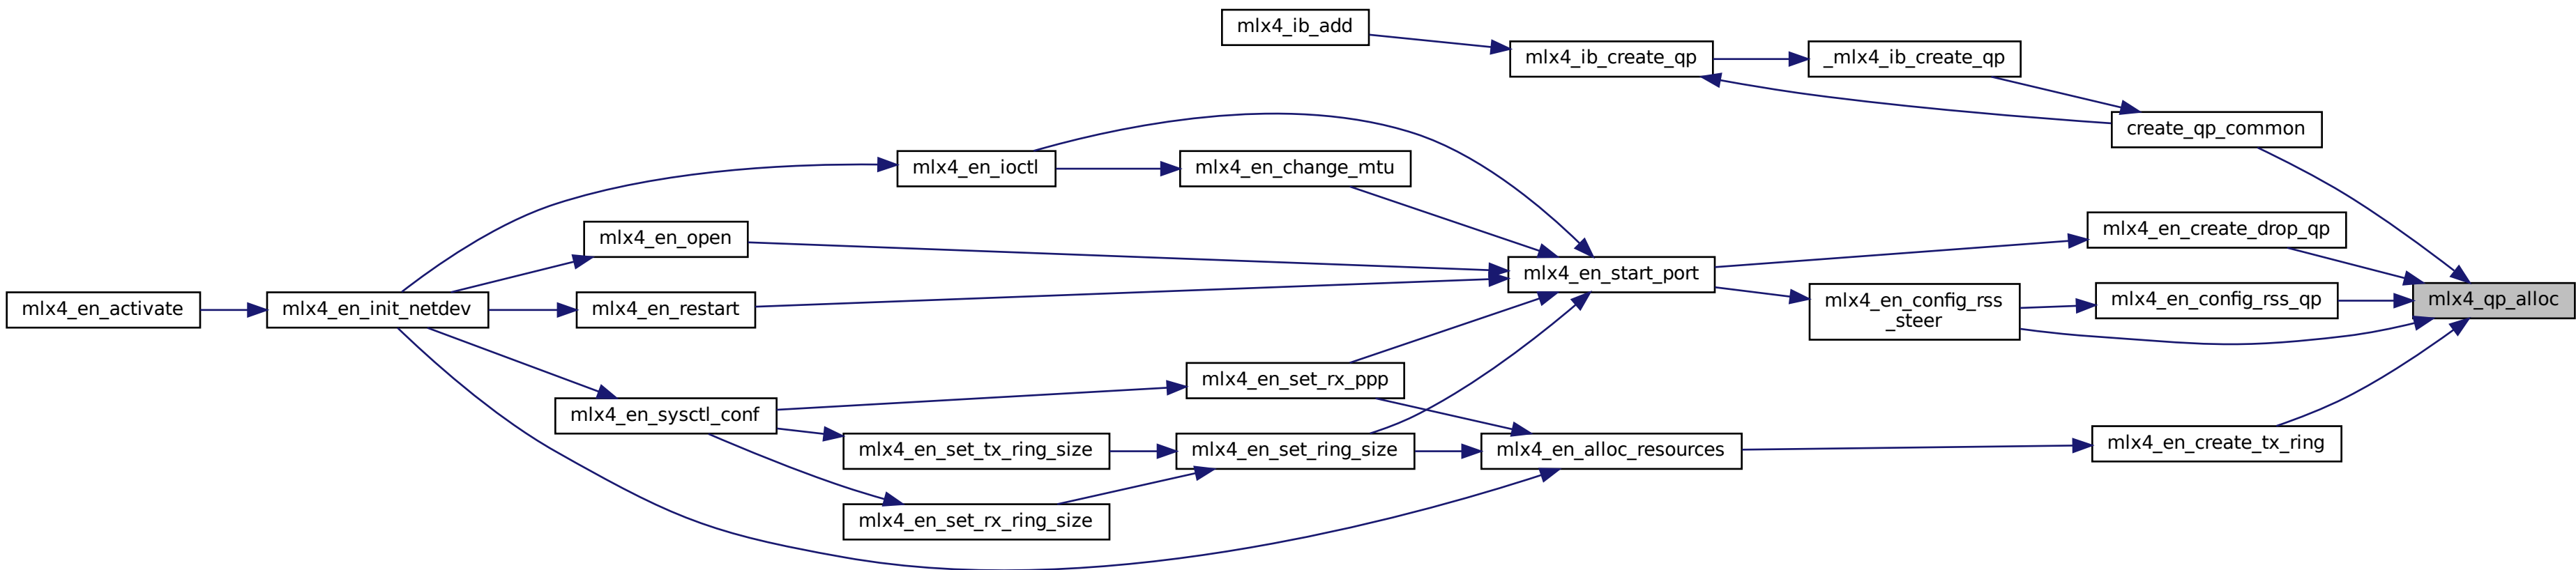 mlx4_ib_add
mlx4_ib_create_qp
_mlx4_ib_create_qp
create_qp_common
mlx4_en_ioctl
mlx4_en_change_mtu
mlx4_en_open
mlx4_en_create_drop_qp
mlx4_en_start_port
mlx4_en_activate
mlx4_en_init_netdev
mlx4_en_restart
mlx4_en_config_rss
_steer
mlx4_en_config_rss_qp
mlx4_qp_alloc
mlx4_en_set_rx_ppp
mlx4_en_sysctl_conf
mlx4_en_set_tx_ring_size
mlx4_en_set_ring_size
mlx4_en_alloc_resources
mlx4_en_create_tx_ring
mlx4_en_set_rx_ring_size